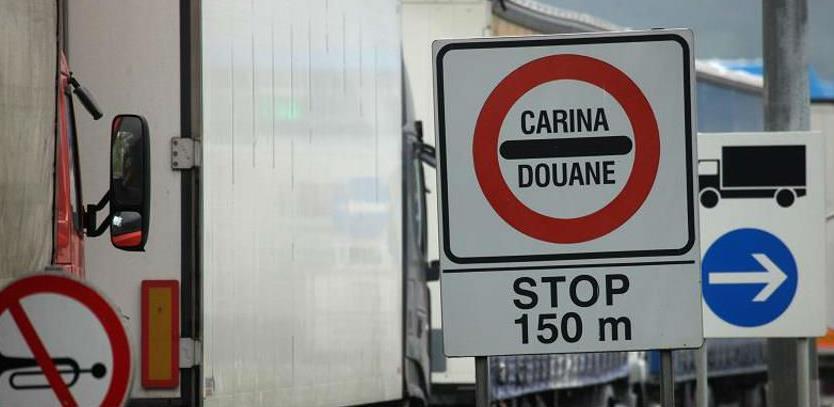 CARINA
DOUANE
STOP
150 m